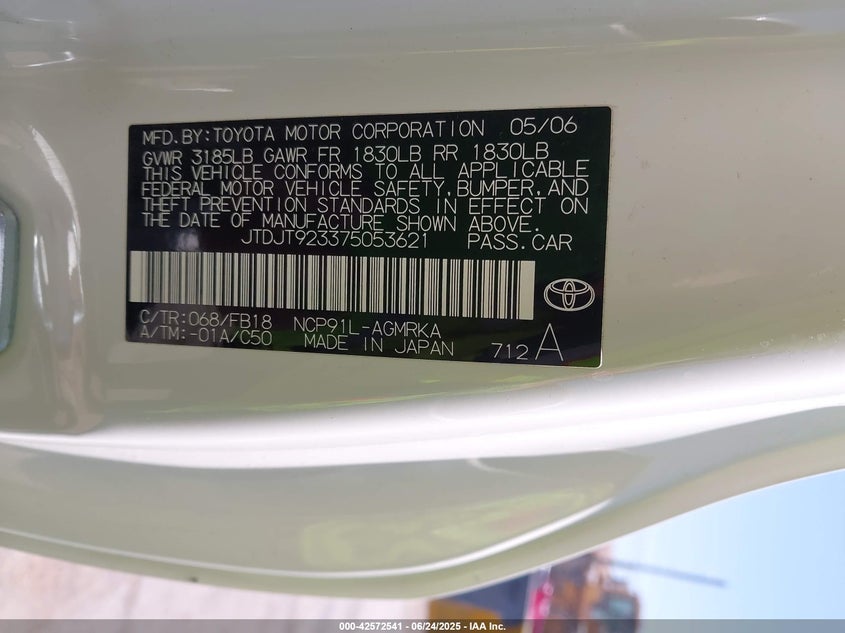 MFD.BY:TOYOTA MOTOR CORPORATION 05/06
GVWR 3185LB GAWR FR 1830LB RR 1830LB
THIS VEHICLE CONFORMS TO ALL APPLICABLE
FEDERAL MOTOR VEHICLE SAFETY,BUMPER,AND
THEFT PREVENTION STANDARDS IN EFFECT ON
THE DATE OF MANUFACTURE SHOWN ABOVE.
JTDJT923375053621 PASS.CAR
C/TR:068/FB18 NCP91L-AGMRKA
A/TM:-01A/C50 MADE IN JAPAN 712 A
000-42572541 - 06/24/2025 - IAA Inc.